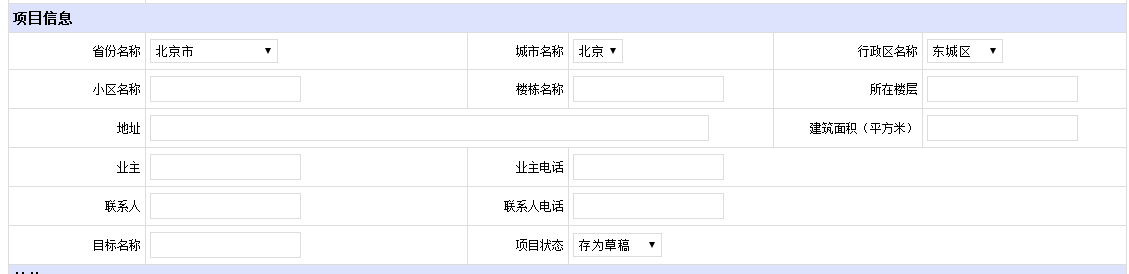 项目信息
省份名称 北京市 城市名称 北京 行政区名称 东城区
小区名称 楼栋名称 所在楼层
地址 建筑面积（平方米）
业主 业主电话
联系人 联系人电话
目标名称 项目状态 存为草稿